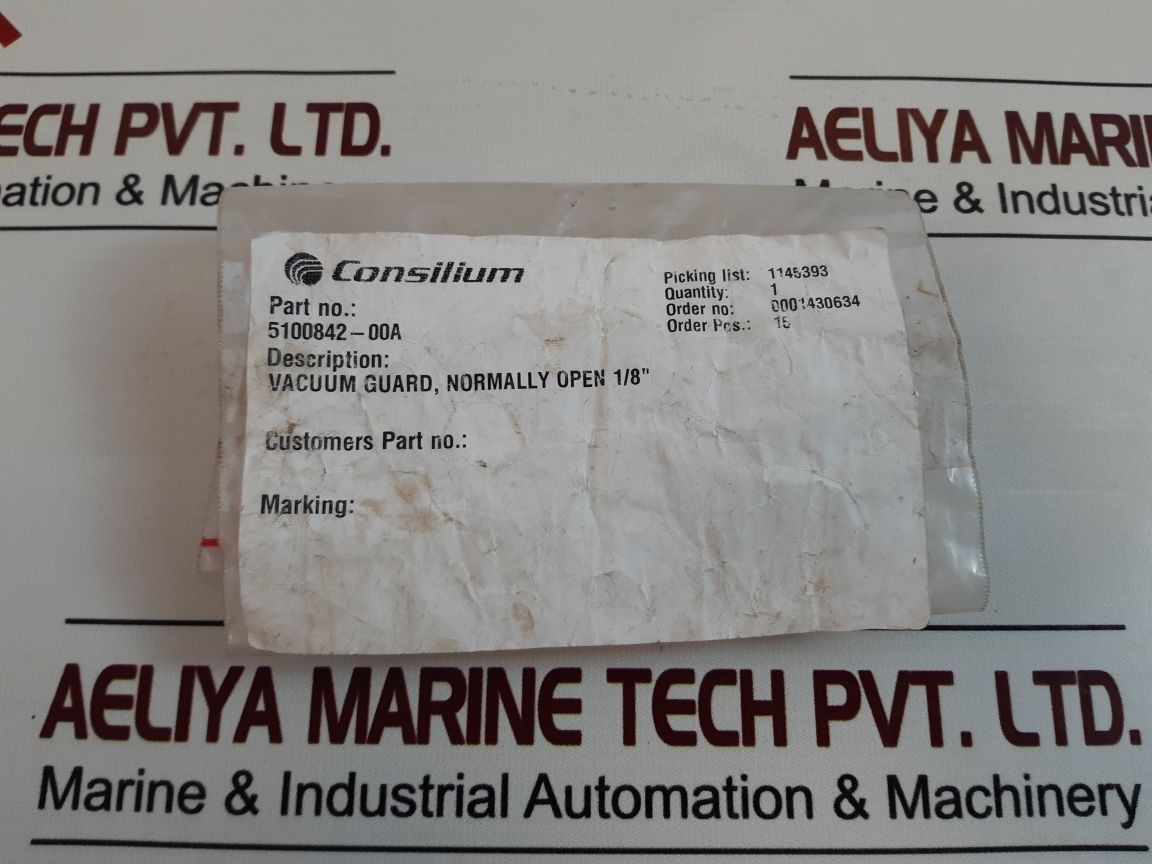 ECH PVT. LTD.
ation & Machin
AELIYA MARI
Marine & Industri
Consilium
Part no.:
5100842-00A
Description:
VACUUM GUARD, NORMALLY OPEN 1/8"
Customers Part no.:
Marking:
Picking list: 1145393
Quantity: 1
Order no: 0001430634
Order Pos.: 15
AELIYA MARINE TECH PVT. LTD.
Marine & Industrial Automation & Machinery